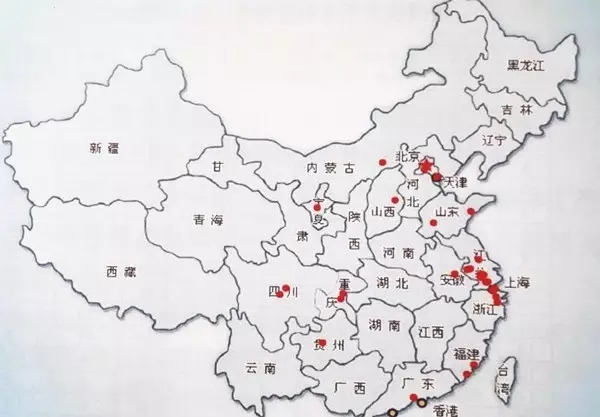 黑龙江
吉林
辽宁
新疆
内蒙古
北京
天津
甘
肃
宁
夏
河
北
山西
山东
陕
西
青海
河南
西藏
江
苏
安徽
上海
四川
重
庆
湖北
浙江
湖南
江西
贵州
福建
云南
广西
广东
台
湾
香港